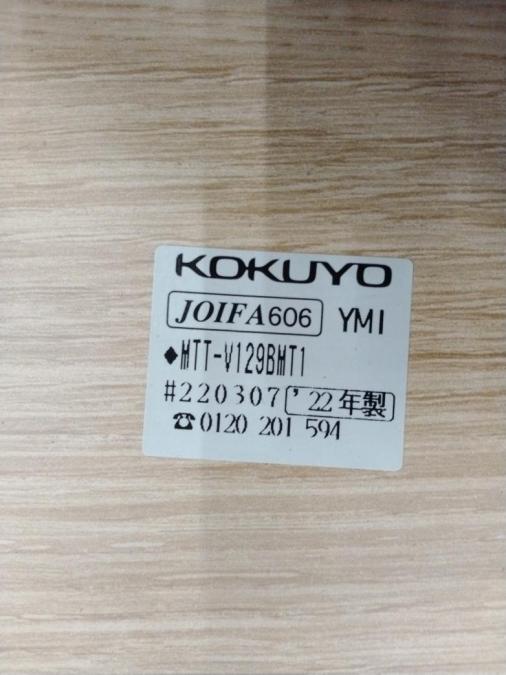 KOKUYO
JOIFA606 YMI
◆MTT-V129BMT1
#220307 '22年製
☎0120 201 594